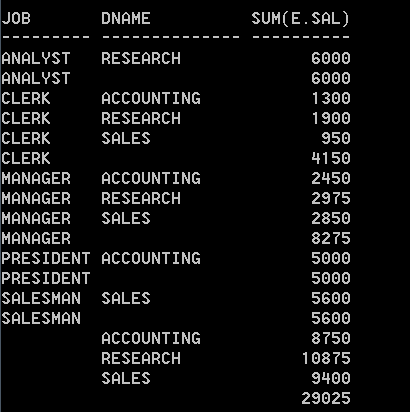 JOB       DNAME          SUM(E.SAL)
--------- -------------- ----------
ANALYST   RESEARCH             6000
ANALYST                        6000
CLERK     ACCOUNTING           1300
CLERK     RESEARCH             1900
CLERK     SALES                 950
CLERK                          4150
MANAGER   ACCOUNTING           2450
MANAGER   RESEARCH             2975
MANAGER   SALES                2850
MANAGER                        8275
PRESIDENT ACCOUNTING           5000
PRESIDENT                      5000
SALESMAN  SALES                5600
SALESMAN                       5600
          ACCOUNTING           8750
          RESEARCH            10875
          SALES                9400
                              29025